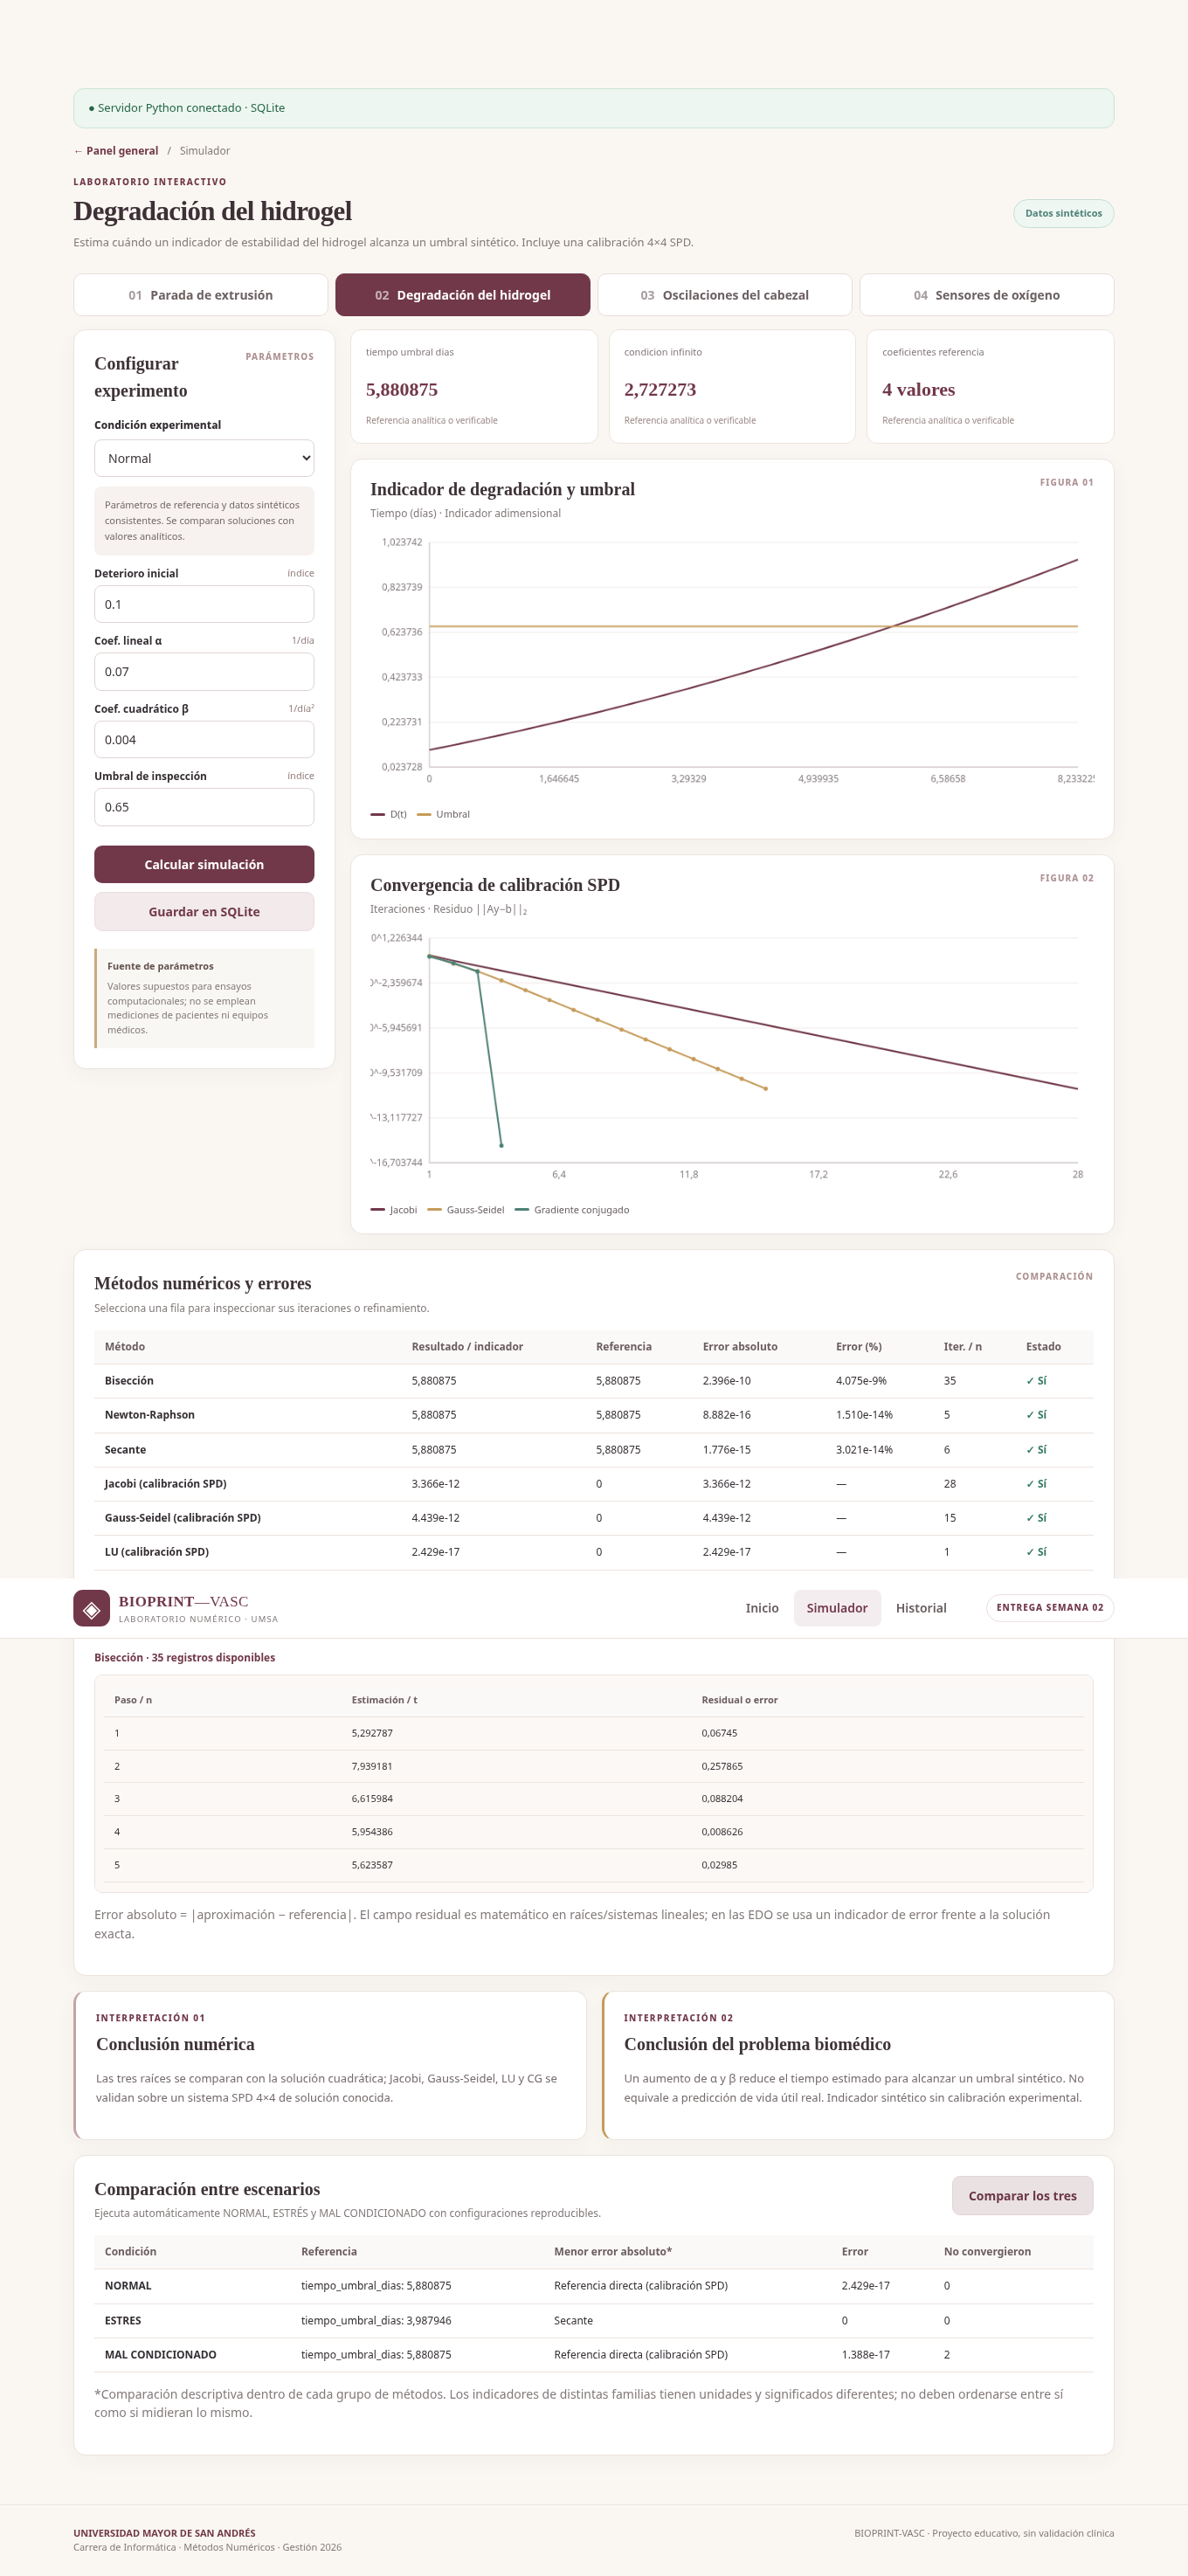 ● Servidor Python conectado · SQLite
← Panel general / Simulador
LABORATORIO INTERACTIVO
Degradación del hidrogel
Datos sintéticos
Estima cuándo un indicador de estabilidad del hidrogel alcanza un umbral sintético. Incluye una calibración 4×4 SPD.
01 Parada de extrusión
02 Degradación del hidrogel
03 Oscilaciones del cabezal
04 Sensores de oxígeno
Configurar experimento
PARÁMETROS
Condición experimental
Normal
Parámetros de referencia y datos sintéticos
consistentes. Se comparan soluciones con
valores analíticos.
Deterioro inicial índice
0.1
Coef. lineal α 1/día
0.07
Coef. cuadrático β 1/día²
0.004
Umbral de inspección índice
0.65
Calcular simulación
Guardar en SQLite
Fuente de parámetros
Valores supuestos para ensayos
computacionales; no se emplean
mediciones de pacientes ni equipos
médicos.
tiempo umbral dias
5,880875
Referencia analítica o verificable
condicion infinito
2,727273
Referencia analítica o verificable
coeficientes referencia
4 valores
Referencia analítica o verificable
Indicador de degradación y umbral
FIGURA 01
Tiempo (días) · Indicador adimensional
1,023742
0,823739
0,623736
0,423733
0,223731
0,023728
0 1,646645 3,29329 4,939935 6,58658 8,233225
D(t) Umbral
Convergencia de calibración SPD
FIGURA 02
Iteraciones · Residuo ||Ay−b||₂
0^1,226344
^-2,359674
^-5,945691
^-9,531709
^-13,117727
^-16,703744
1 6,4 11,8 17,2 22,6 28
Jacobi Gauss-Seidel Gradiente conjugado
Métodos numéricos y errores
COMPARACIÓN
Selecciona una fila para inspeccionar sus iteraciones o refinamiento.
Método Resultado / indicador Referencia Error absoluto Error (%) Iter. / n Estado
Bisección 5,880875 5,880875 2.396e-10 4.075e-9% 35 ✓ Sí
Newton-Raphson 5,880875 5,880875 8.882e-16 1.510e-14% 5 ✓ Sí
Secante 5,880875 5,880875 1.776e-15 3.021e-14% 6 ✓ Sí
Jacobi (calibración SPD) 3.366e-12 0 3.366e-12 — 28 ✓ Sí
Gauss-Seidel (calibración SPD) 4.439e-12 0 4.439e-12 — 15 ✓ Sí
LU (calibración SPD) 2.429e-17 0 2.429e-17 — 1 ✓ Sí
BIOPRINT—VASC
LABORATORIO NUMÉRICO · UMSA
Inicio Simulador Historial ENTREGA SEMANA 02
Bisección · 35 registros disponibles
Paso / n Estimación / t Residual o error
1 5,292787 0,06745
2 7,939181 0,257865
3 6,615984 0,088204
4 5,954386 0,008626
5 5,623587 0,02985
Error absoluto = |aproximación − referencia|. El campo residual es matemático en raíces/sistemas lineales; en las EDO se usa un indicador de error frente a la solución
exacta.
INTERPRETACIÓN 01
Conclusión numérica
Las tres raíces se comparan con la solución cuadrática; Jacobi, Gauss-Seidel, LU y CG se
validan sobre un sistema SPD 4×4 de solución conocida.
INTERPRETACIÓN 02
Conclusión del problema biomédico
Un aumento de α y β reduce el tiempo estimado para alcanzar un umbral sintético. No
equivale a predicción de vida útil real. Indicador sintético sin calibración experimental.
Comparación entre escenarios
Comparar los tres
Ejecuta automáticamente NORMAL, ESTRÉS y MAL CONDICIONADO con configuraciones reproducibles.
Condición Referencia Menor error absoluto* Error No convergieron
NORMAL tiempo_umbral_dias: 5,880875 Referencia directa (calibración SPD) 2.429e-17 0
ESTRES tiempo_umbral_dias: 3,987946 Secante 0 0
MAL CONDICIONADO tiempo_umbral_dias: 5,880875 Referencia directa (calibración SPD) 1.388e-17 2
*Comparación descriptiva dentro de cada grupo de métodos. Los indicadores de distintas familias tienen unidades y significados diferentes; no deben ordenarse entre sí
como si midieran lo mismo.
UNIVERSIDAD MAYOR DE SAN ANDRÉS
Carrera de Informática · Métodos Numéricos · Gestión 2026
BIOPRINT-VASC · Proyecto educativo, sin validación clínica